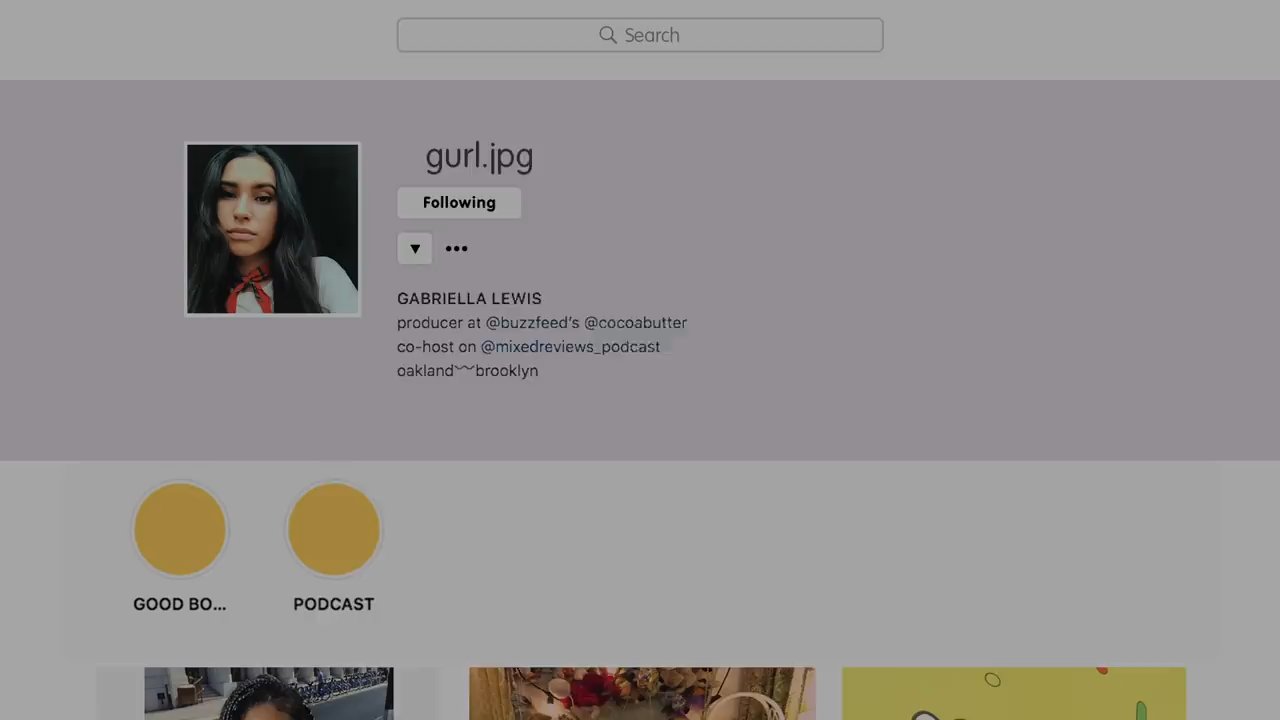 Search
gurl.jpg
Following
GABRIELLA LEWIS
producer at @buzzfeed's @cocoabutter
co-host on @mixedreviews_podcast
oakland〰brooklyn
GOOD BO...
PODCAST